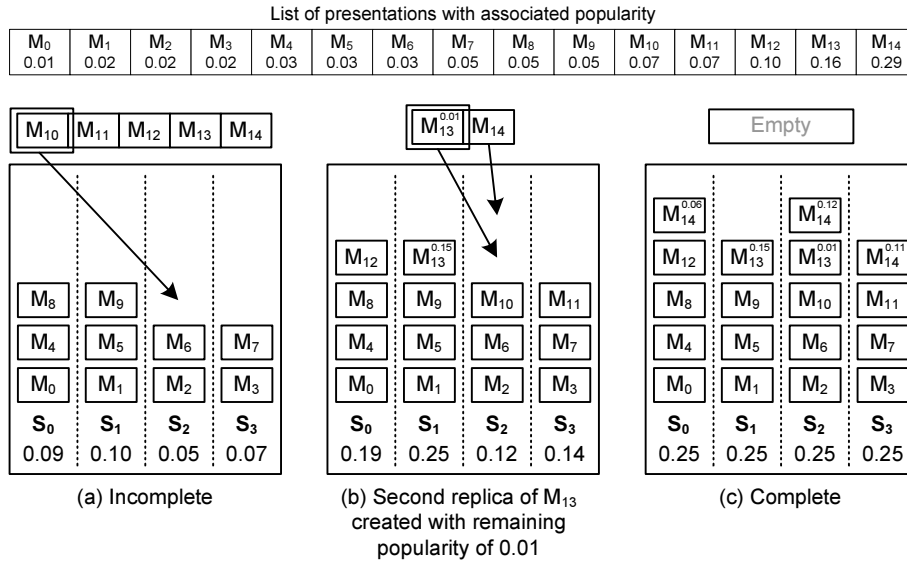 List of presentations with associated popularity
M0 M1 M2 M3 M4 M5 M6 M7 M8 M9 M10 M11 M12 M13 M14
0.01 0.02 0.02 0.02 0.03 0.03 0.03 0.05 0.05 0.05 0.07 0.07 0.10 0.16 0.29
M10 M11 M12 M13 M14
M8 M9
M4 M5 M6 M7
M0 M1 M2 M3
S0 S1 S2 S3
0.09 0.10 0.05 0.07
(a) Incomplete
M13 0.01 M14
M12 M13 0.15
M8 M9 M10 M11
M4 M5 M6 M7
M0 M1 M2 M3
S0 S1 S2 S3
0.19 0.25 0.12 0.14
(b) Second replica of M13
created with remaining
popularity of 0.01
Empty
M14 0.06 M14 0.12
M12 M13 0.15 M13 0.01 M14 0.11
M8 M9 M10 M11
M4 M5 M6 M7
M0 M1 M2 M3
S0 S1 S2 S3
0.25 0.25 0.25 0.25
(c) Complete